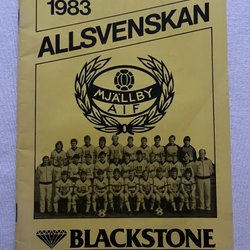 1983
ALLSVENSKAN
MJÄLLBY
AIF
BLACKSTONE